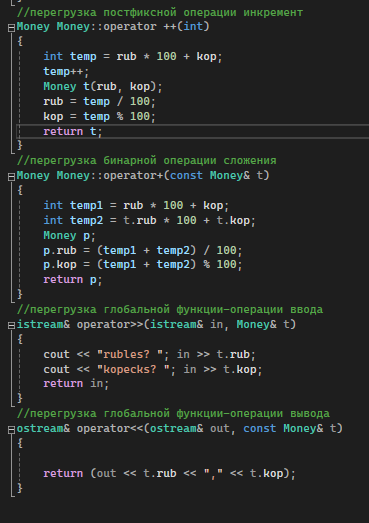 //перегрузка постфиксной операции инкремент
Money Money::operator ++(int)
{
int temp = rub * 100 + kop;
temp++;
Money t(rub, kop);
rub = temp / 100;
kop = temp % 100;
return t;
}
//перегрузка бинарной операции сложения
Money Money::operator+(const Money& t)
{
int temp1 = rub * 100 + kop;
int temp2 = t.rub * 100 + t.kop;
Money p;
p.rub = (temp1 + temp2) / 100;
p.kop = (temp1 + temp2) % 100;
return p;
}
//перегрузка глобальной функции-операции ввода
istream& operator>>(istream& in, Money& t)
{
cout << "rubles? "; in >> t.rub;
cout << "kopecks? "; in >> t.kop;
return in;
}
//перегрузка глобальной функции-операции вывода
ostream& operator<<(ostream& out, const Money& t)
{
return (out << t.rub << "," << t.kop);
}